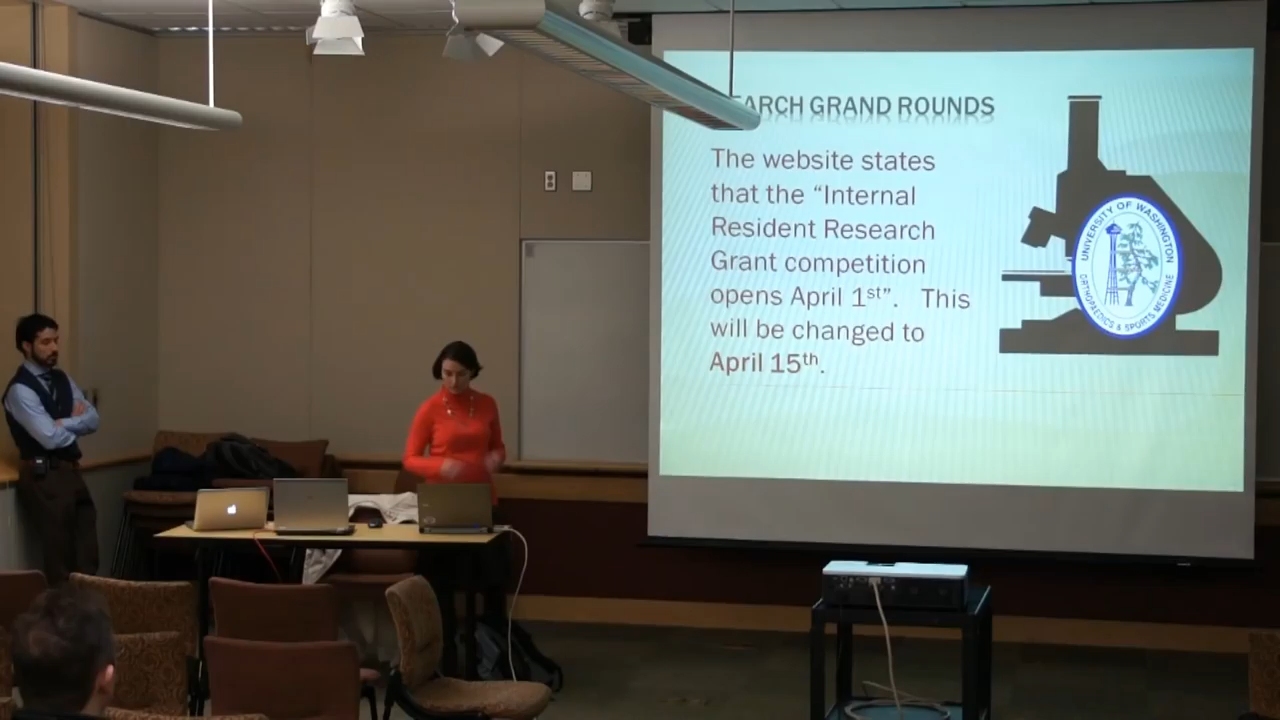 ARCH GRAND ROUNDS
The website states
that the “Internal
Resident Research
Grant competition
opens April 1st”. This
will be changed to
April 15th.
UNIVERSITY OF WASHINGTON
ORTHOPAEDICS & SPORTS MEDICINE